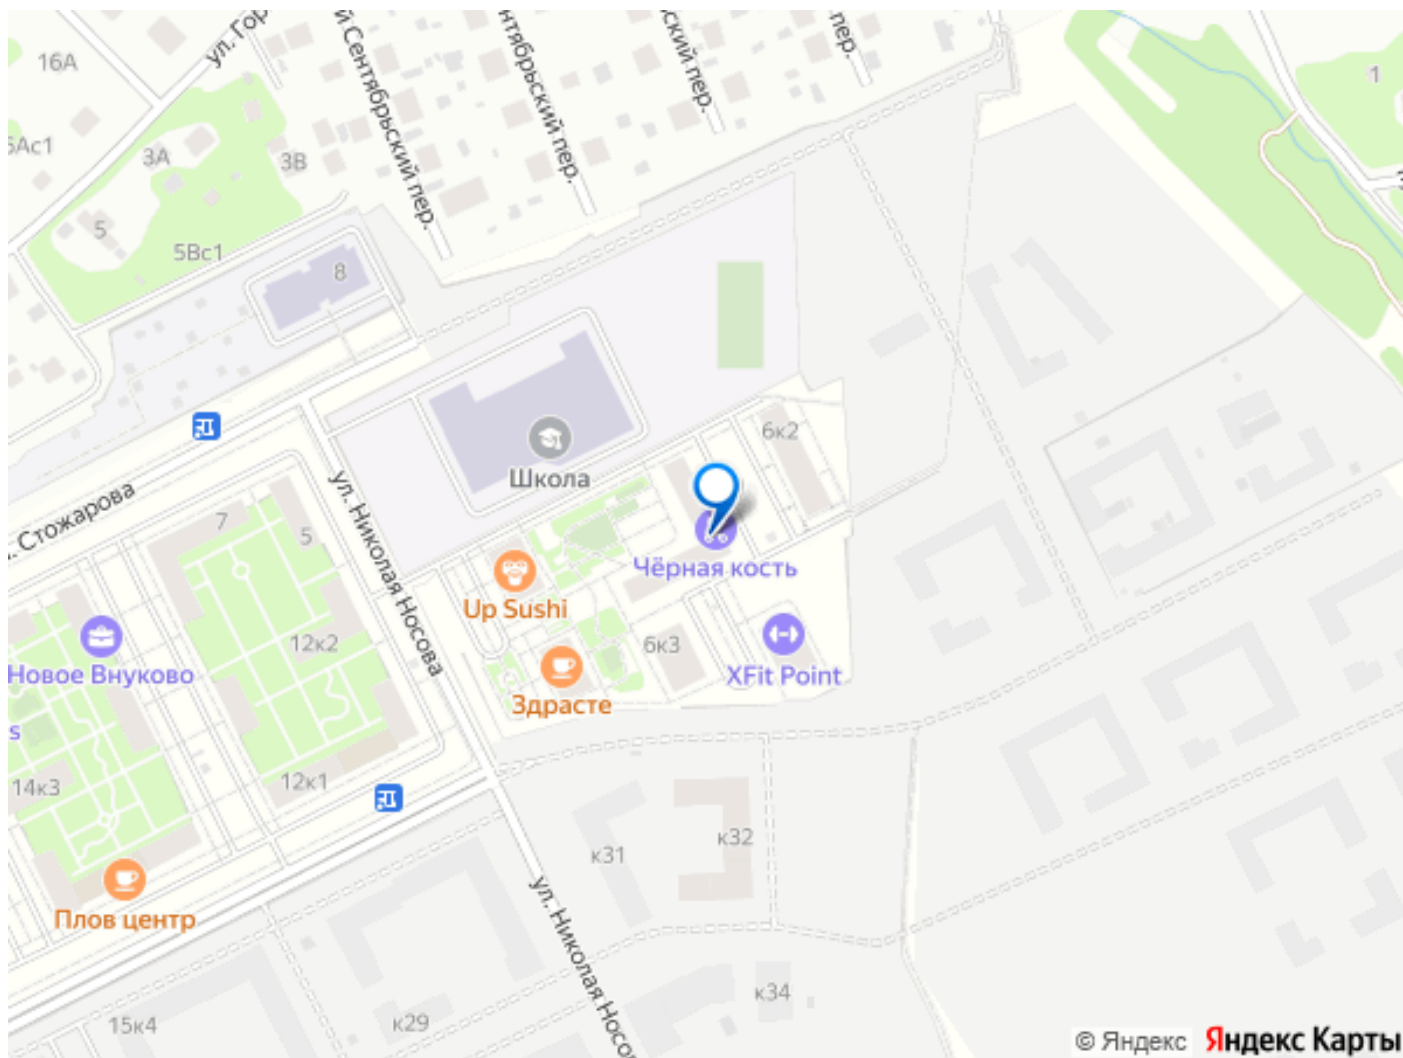 16А
ул. Гор
й Сентябрьский пер.
нтябрьский пер.
ский пер.
пер.
1
6Ас1
3А
3В
5
5Вс1
8
6к2
Школа
ул. Стожарова
7
5
ул. Николая Носова
Чёрная кость
Up Sushi
12к2
6к3
Новое Внуково
XFit Point
Здрасте
s
14к3
12к1
к31
к32
Плов центр
ул. Николая Носо
15к4
к29
к34
© Яндекс Яндекс Карты